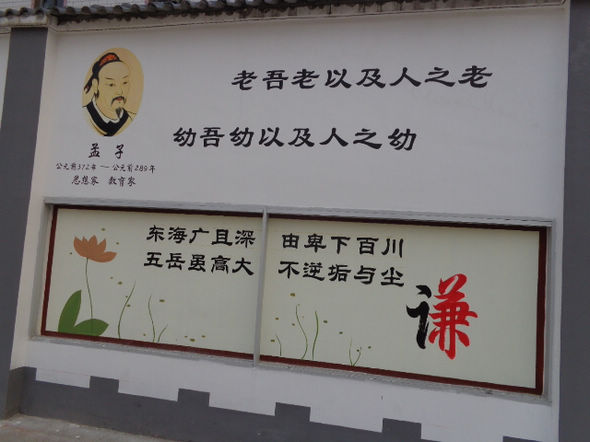 老吾老以及人之老
幼吾幼以及人之幼
孟子
公元前372年 — 公元前289年
思想家 教育家
东海广且深 由卑下百川
五岳虽高大 不逆垢与尘
谦